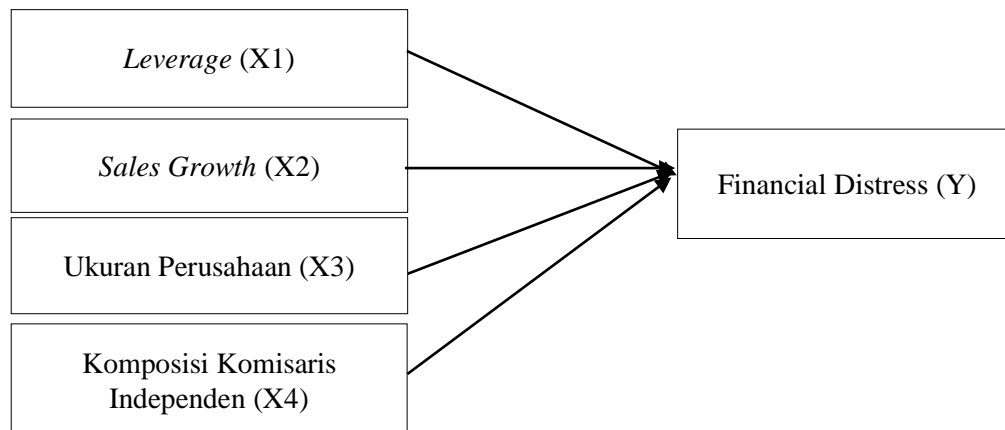 Leverage (X1)
Sales Growth (X2)
Ukuran Perusahaan (X3)
Komposisi Komisaris
Independen (X4)
Financial Distress (Y)